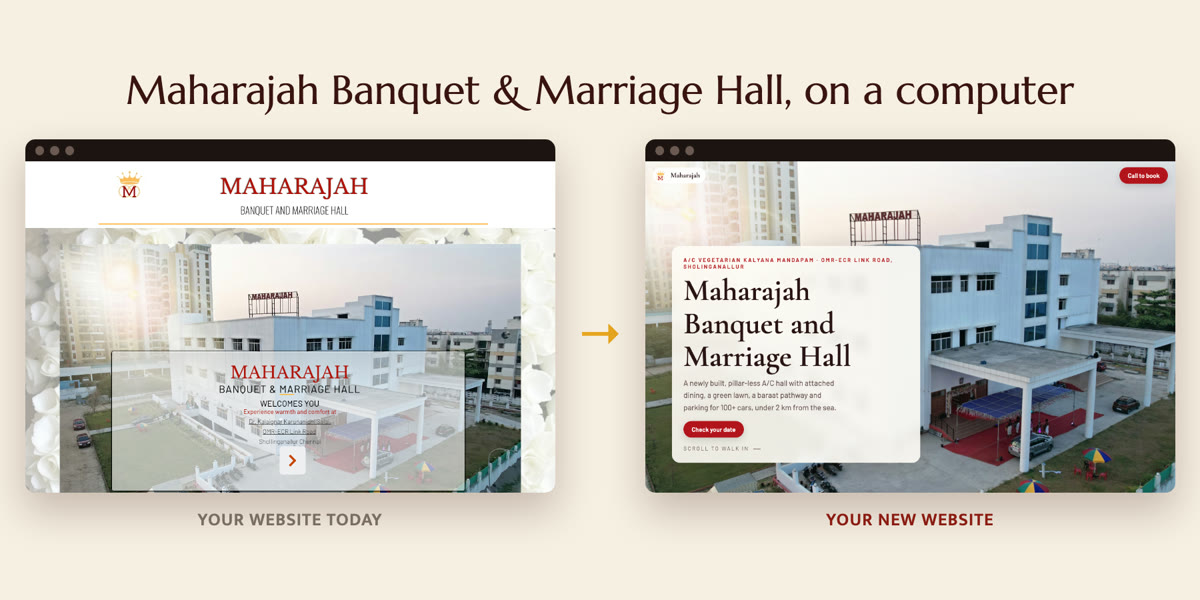 Maharajah Banquet & Marriage Hall, on a computer
M
MAHARAJAH
BANQUET AND MARRIAGE HALL
MAHARAJAH
MAHARAJAH
BANQUET & MARRIAGE HALL
WELCOMES YOU
Experience warmth and comfort at
Dr. Kalaignar Karunanidhi Salai,
OMR-ECR Link Road
Sholinganallur Chennai
YOUR WEBSITE TODAY
M
Maharajah
Call to book
MAHARAJAH
A/C VEGETARIAN KALYANA MANDAPAM · OMR-ECR LINK ROAD,
SHOLINGANALLUR
Maharajah
Banquet and
Marriage Hall
A newly built, pillar-less A/C hall with attached
dining, a green lawn, a baraat pathway and
parking for 100+ cars, under 2 km from the sea.
Check your date
SCROLL TO WALK IN
YOUR NEW WEBSITE